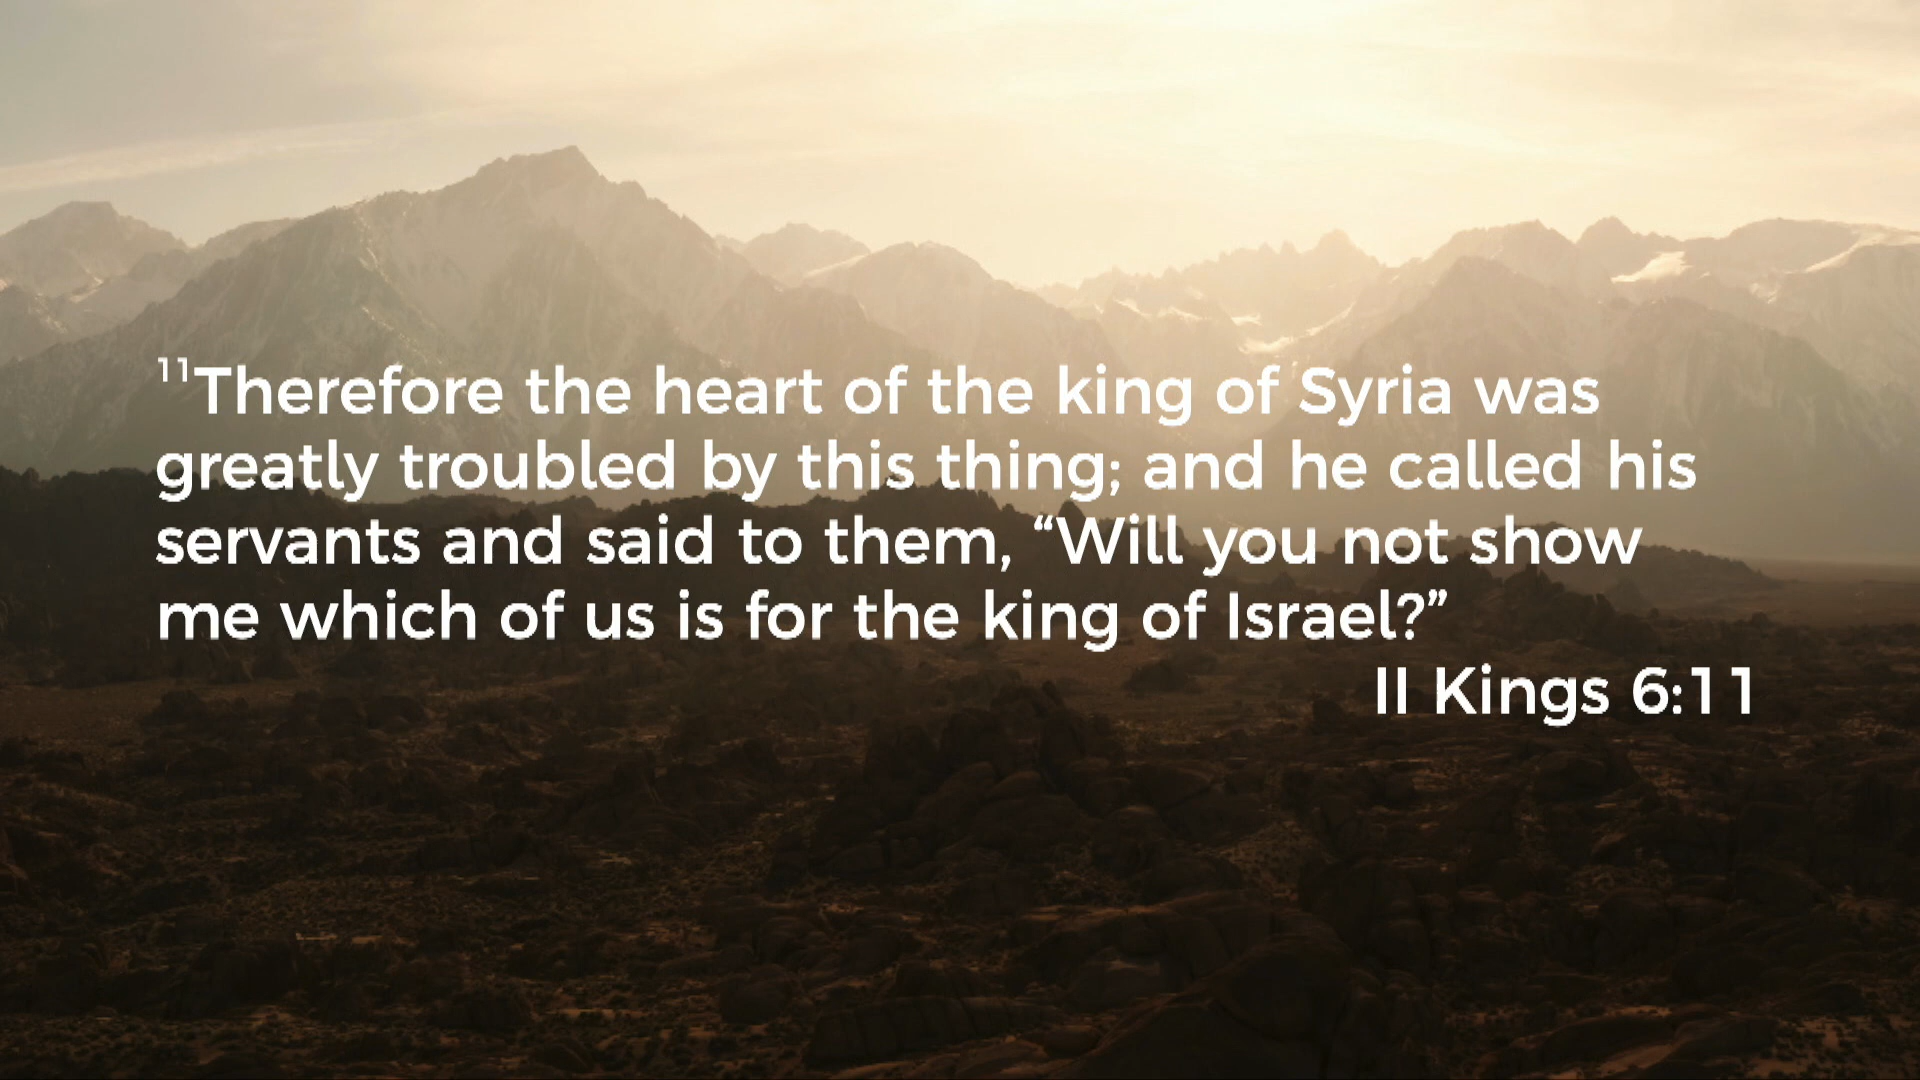 ¹¹Therefore the heart of the king of Syria was
greatly troubled by this thing; and he called his
servants and said to them, “Will you not show
me which of us is for the king of Israel?”
II Kings 6:11